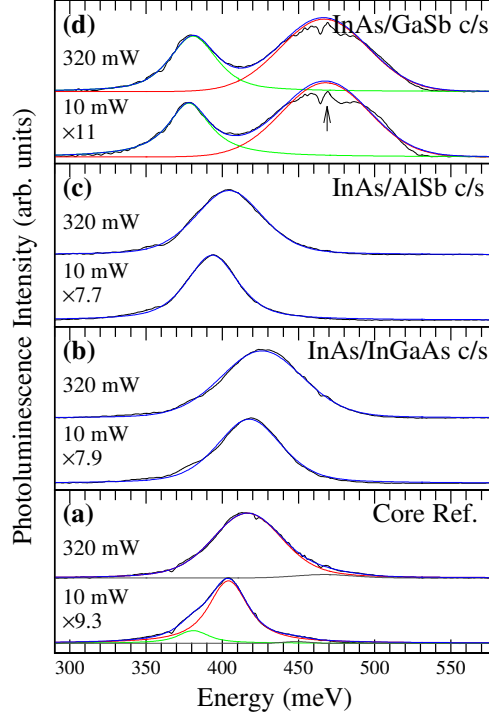 (d) InAs/GaSb c/s
320 mW
10 mW
×11
(c) InAs/AlSb c/s
320 mW
10 mW
×7.7
(b) InAs/InGaAs c/s
320 mW
10 mW
×7.9
(a) Core Ref.
320 mW
10 mW
×9.3
300 350 400 450 500 550
Energy (meV)
Photoluminescence Intensity (arb. units)